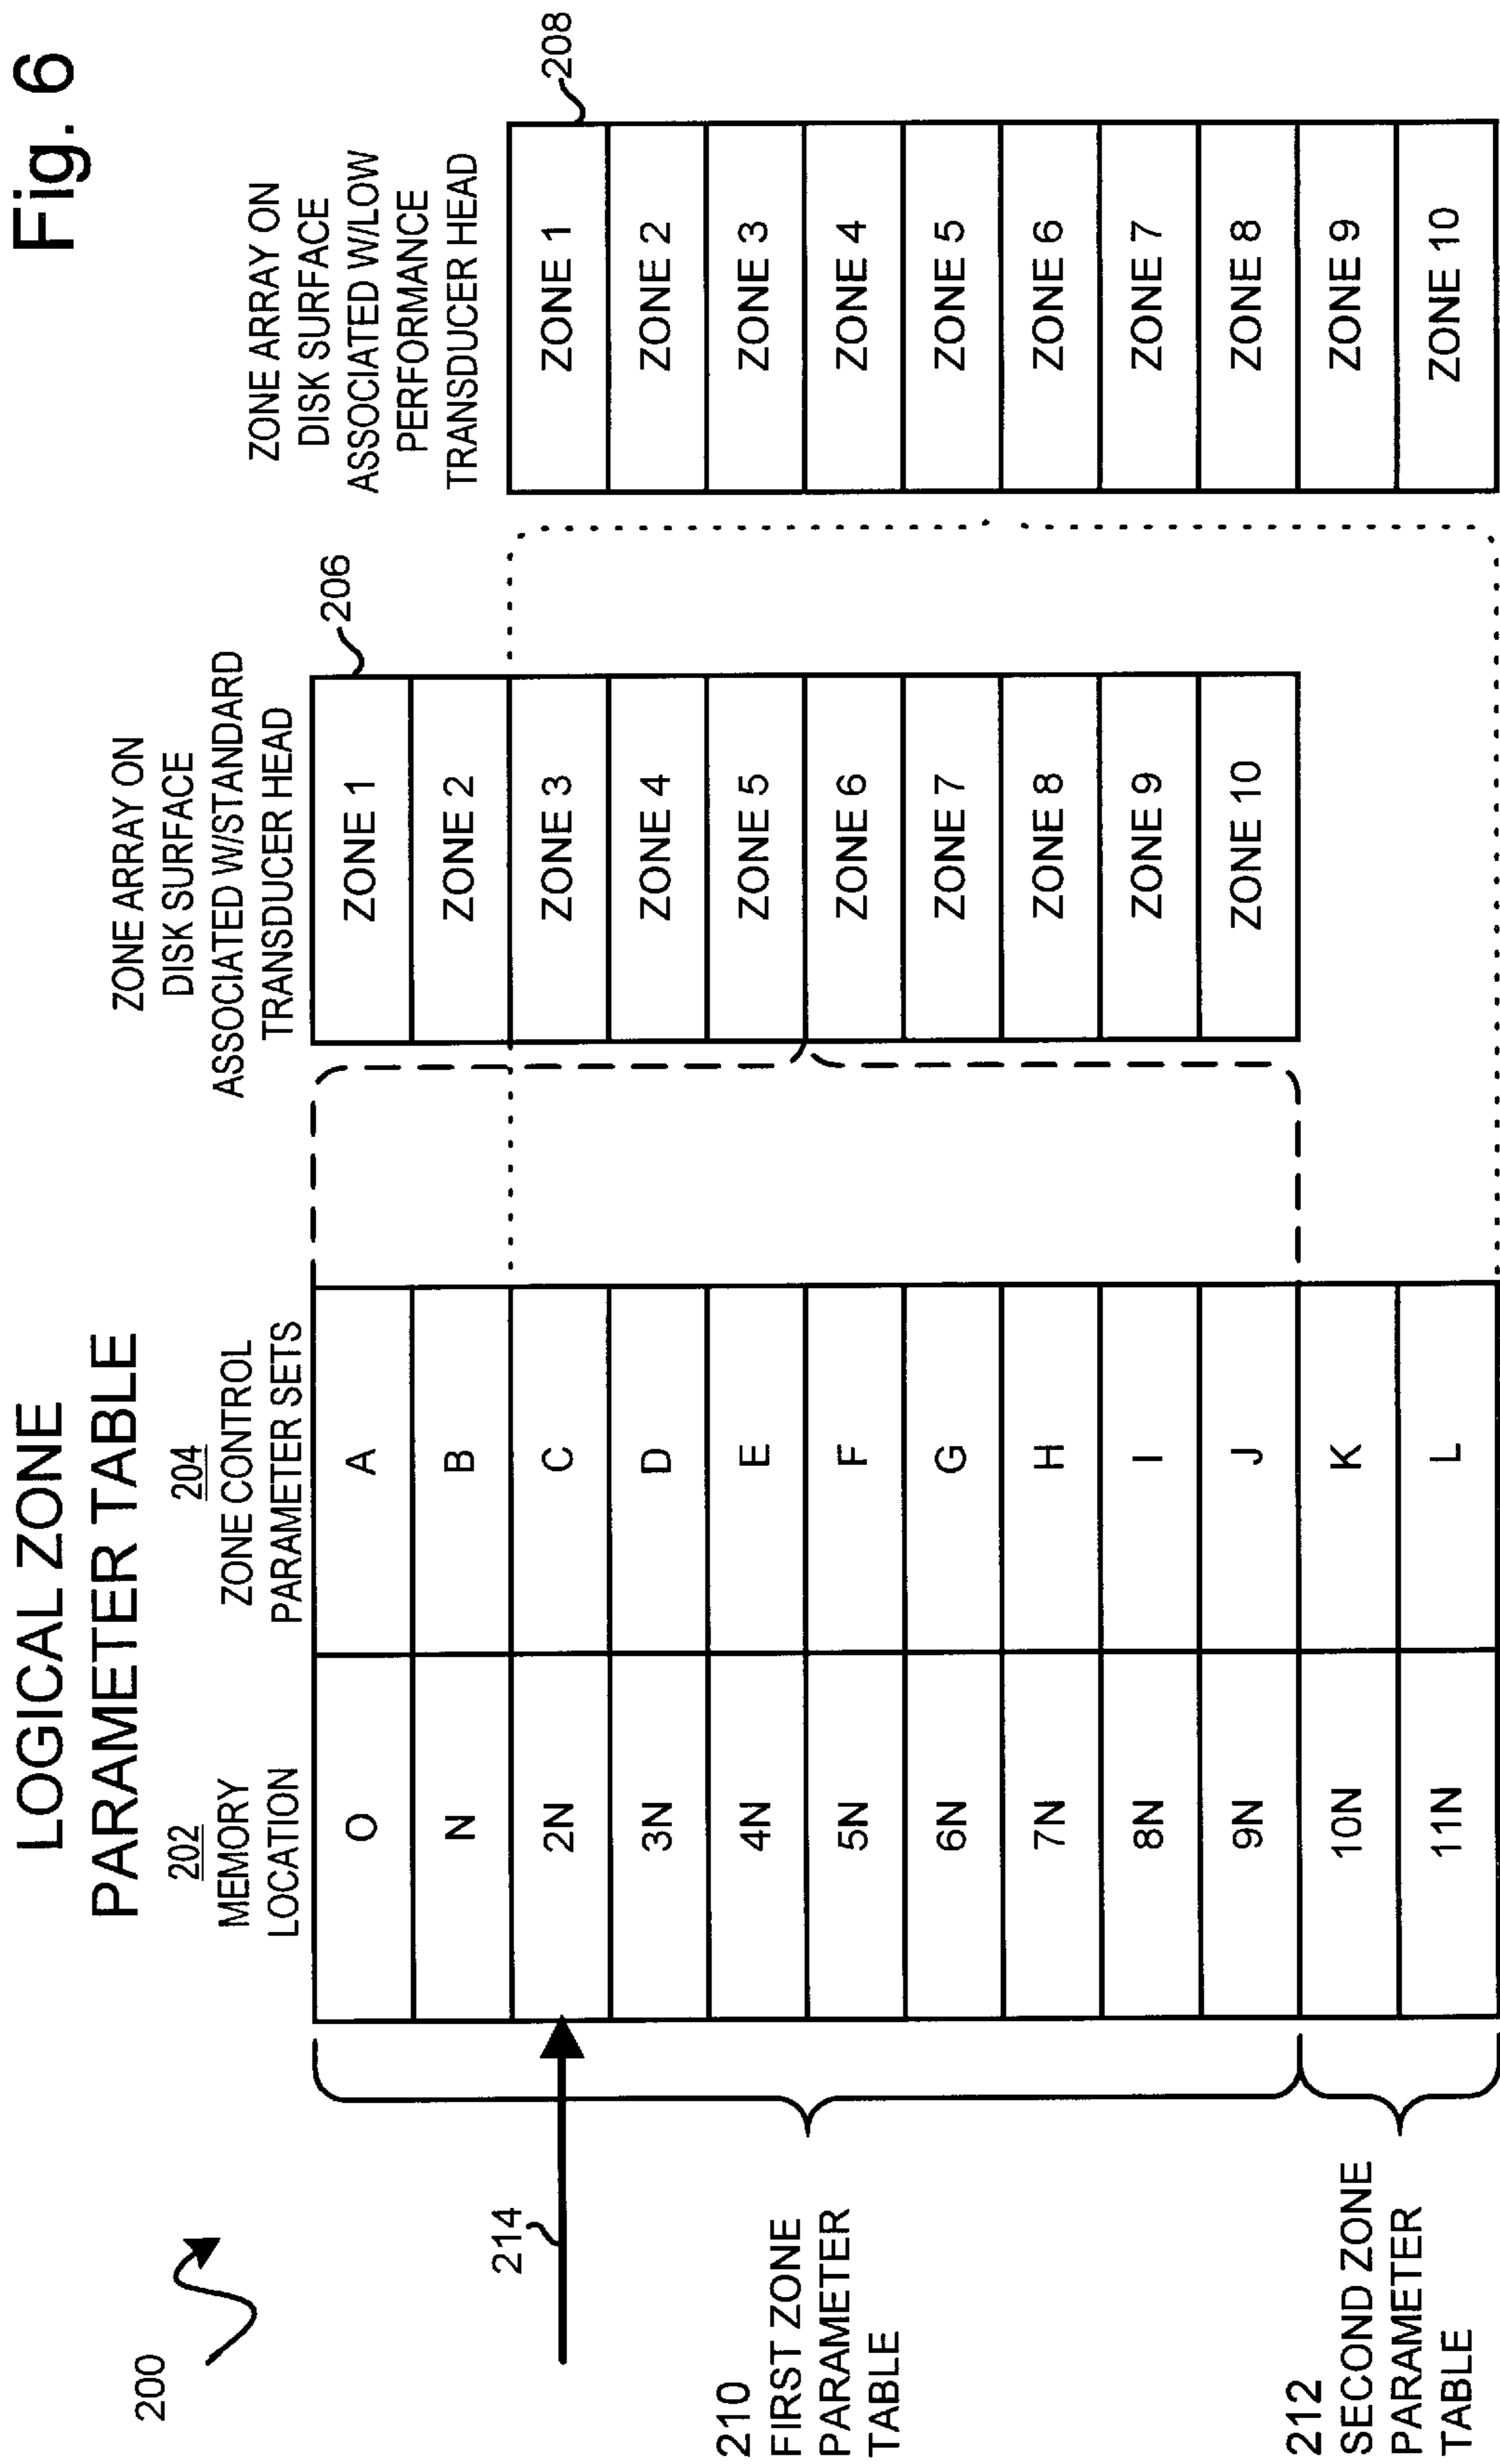 Fig. 6
LOGICAL ZONE
PARAMETER TABLE
200
202
MEMORY
LOCATION
204
ZONE CONTROL
PARAMETER SETS
ZONE ARRAY ON
DISK SURFACE
ASSOCIATED W/STANDARD
TRANSDUCER HEAD
206
ZONE ARRAY ON
DISK SURFACE
ASSOCIATED W/LOW
PERFORMANCE
TRANSDUCER HEAD
208
O A ZONE 1
N B ZONE 2
214
2N C ZONE 3 ZONE 1
3N D ZONE 4 ZONE 2
4N E ZONE 5 ZONE 3
5N F ZONE 6 ZONE 4
6N G ZONE 7 ZONE 5
7N H ZONE 8 ZONE 6
8N I ZONE 9 ZONE 7
9N J ZONE 10 ZONE 8
10N K ZONE 9
11N L ZONE 10
210
FIRST ZONE
PARAMETER
TABLE
212
SECOND ZONE
PARAMETER
TABLE